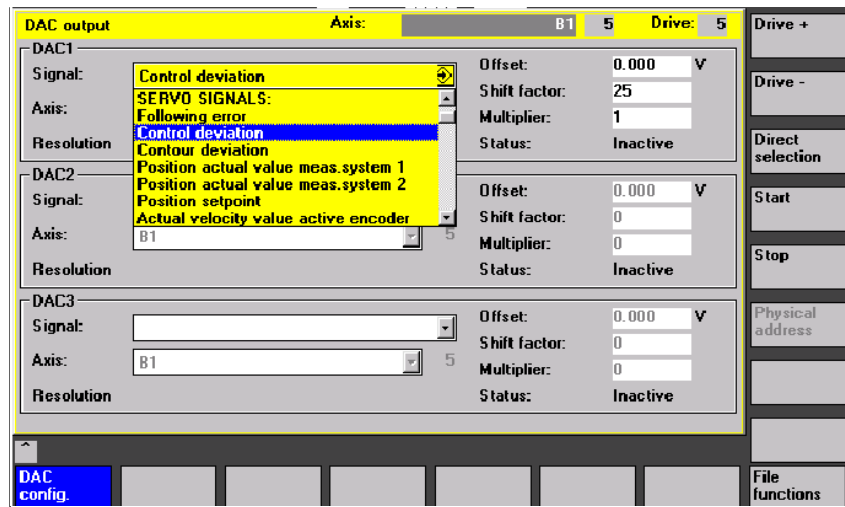 DAC output Axis: B1 5 Drive: 5
DAC1
Signal: Control deviation Offset: 0.000 V
SERVO SIGNALS:
Following error
Control deviation
Contour deviation
Position actual value meas.system 1
Position actual value meas.system 2
Position setpoint
Actual velocity value active encoder
Axis: Shift factor: 25
Multiplier: 1
Resolution Status: Inactive
DAC2
Signal: Offset: 0.000 V
Shift factor: 0
Axis: B1 5
Multiplier: 0
Resolution Status: Inactive
DAC3
Signal: Offset: 0.000 V
Shift factor: 0
Axis: B1 5
Multiplier: 0
Resolution Status: Inactive
Drive +
Drive -
Direct
selection
Start
Stop
Physical
address
^
DAC
config.
File
functions